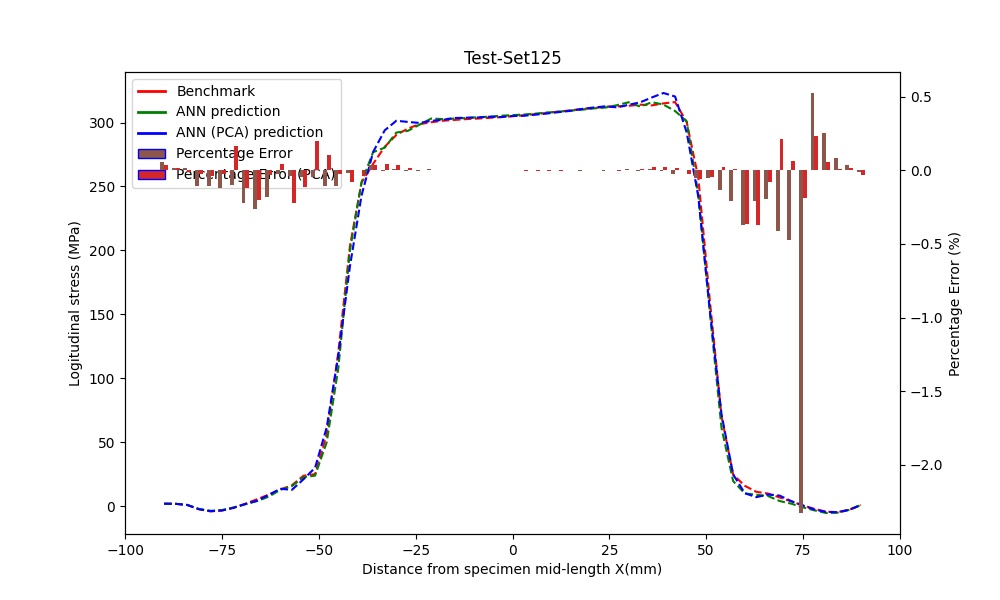 Test-Set125
Benchmark
ANN prediction
ANN (PCA) prediction
Percentage Error
Percentage Error (PCA)
300
250
200
150
100
50
0
Logitudinal stress (MPa)
0.5
0.0
−0.5
−1.0
−1.5
−2.0
Percentage Error (%)
−100 −75 −50 −25 0 25 50 75 100
Distance from specimen mid-length X(mm)